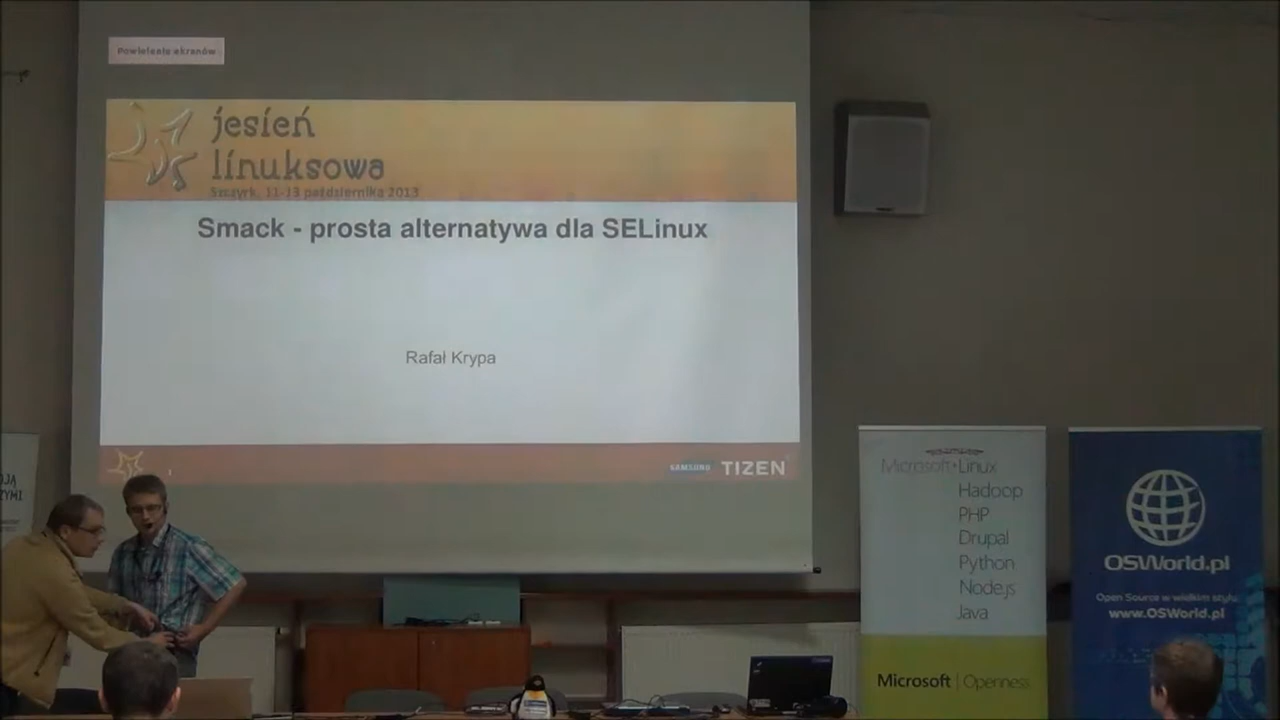 Powielanie ekranów
jesień
linuksowa
Szczyrk, 11-13 października 2013
Smack - prosta alternatywa dla SELinux
Rafał Krypa
1
SAMSUNG TIZEN
Microsoft+Linux
Hadoop
PHP
Drupal
Python
Node.js
Java
Microsoft | Openness
OSWorld.pl
Open Source w wielkim stylu
www.OSWorld.pl